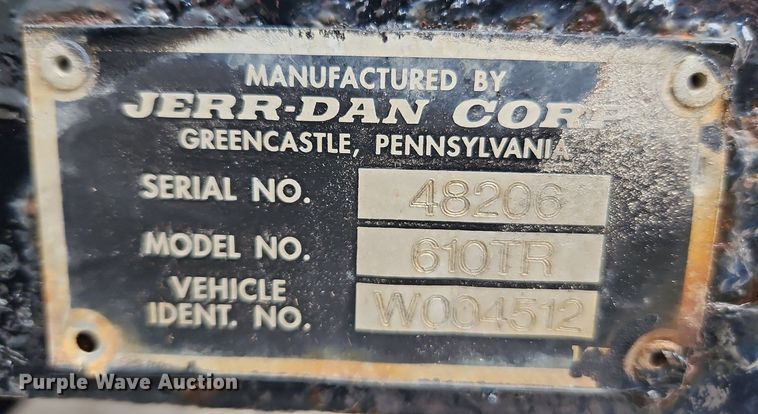 MANUFACTURED BY
JERR-DAN CORP
GREENCASTLE, PENNSYLVANIA
SERIAL NO. 48206
MODEL NO. 610TR
VEHICLE
IDENT. NO. W004512
Purple Wave Auction